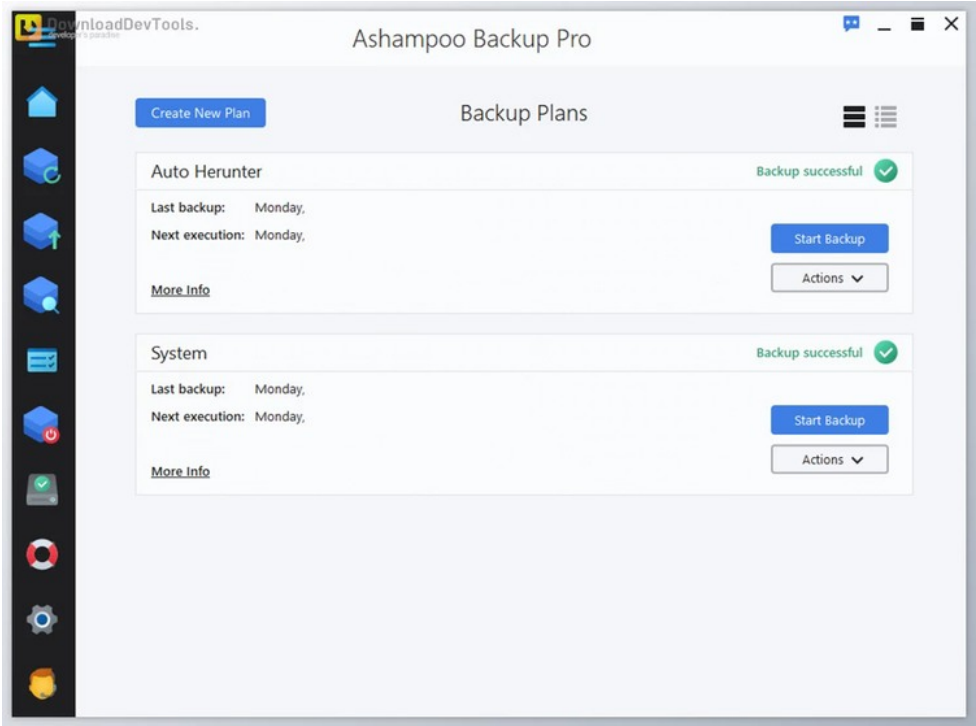 DownloadDevTools.
developer's paradise
Ashampoo Backup Pro
Create New Plan
Backup Plans
Auto Herunter
Backup successful
Last backup: Monday,
Next execution: Monday,
Start Backup
Actions
More Info
System
Backup successful
Last backup: Monday,
Next execution: Monday,
Start Backup
Actions
More Info